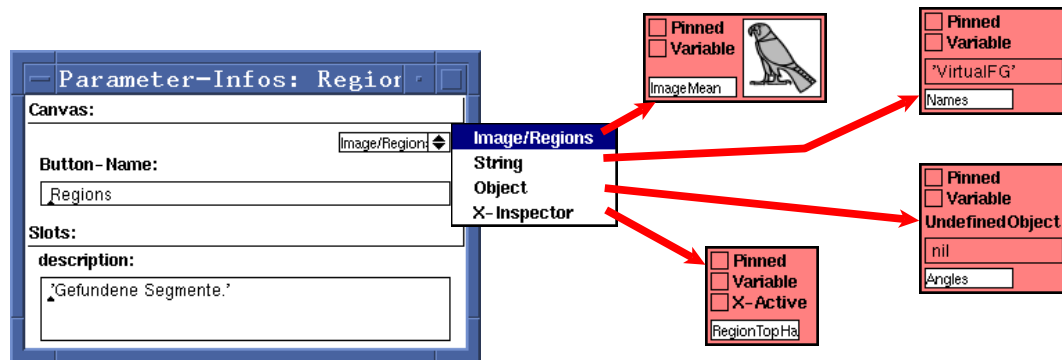 Parameter-Infos: Region
Canvas:
Image/Regions
Button-Name:
Regions
Slots:
description:
'Gefundene Segmente.'
Image/Regions
String
Object
X-Inspector
Pinned
Variable
ImageMean
Pinned
Variable
'VirtualFG'
Names
Pinned
Variable
UndefinedObject
nil
Angles
Pinned
Variable
X-Active
RegionTopHa